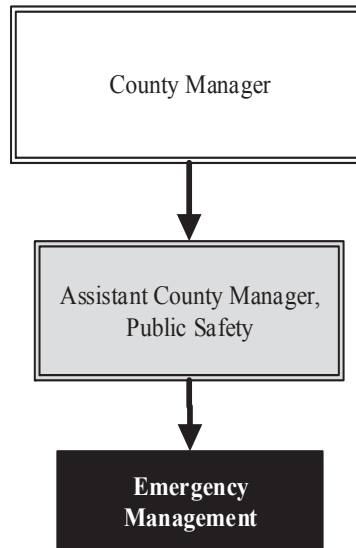 County Manager
Assistant County Manager,
Public Safety
Emergency
Management